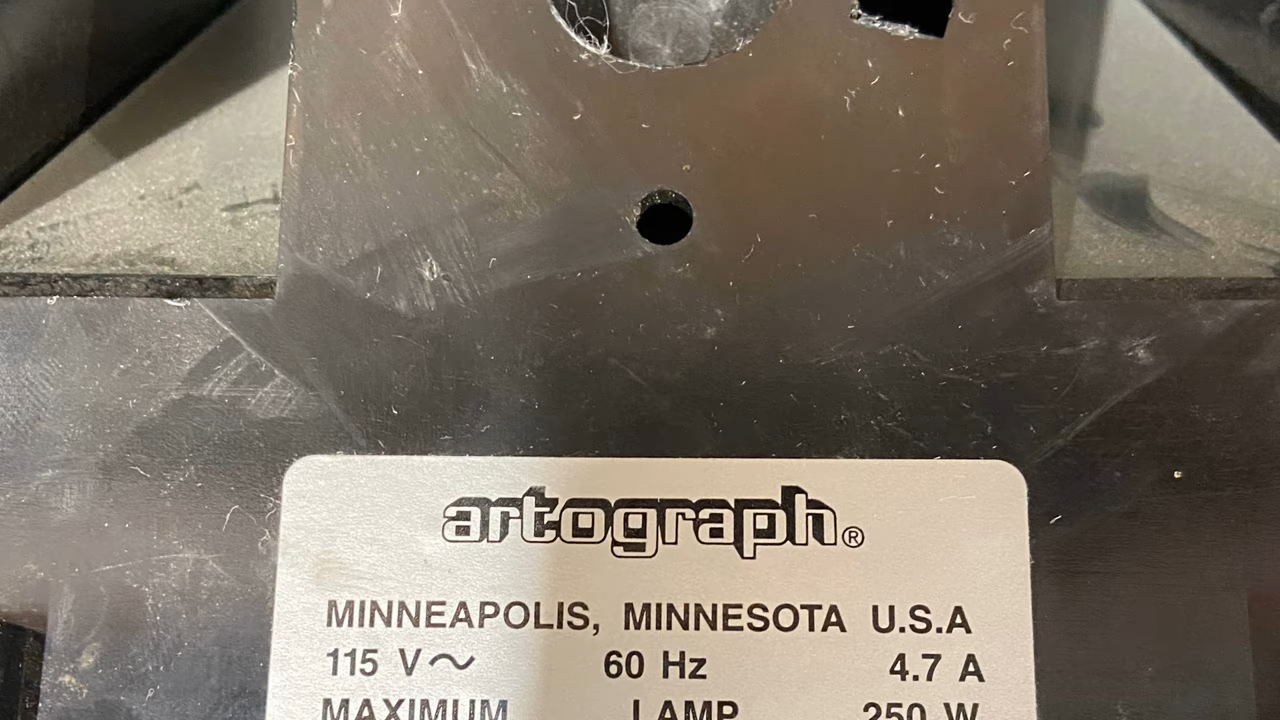 artograph®
MINNEAPOLIS, MINNESOTA U.S.A
115 V~ 60 Hz 4.7 A
MAXIMUM LAMP 250 W